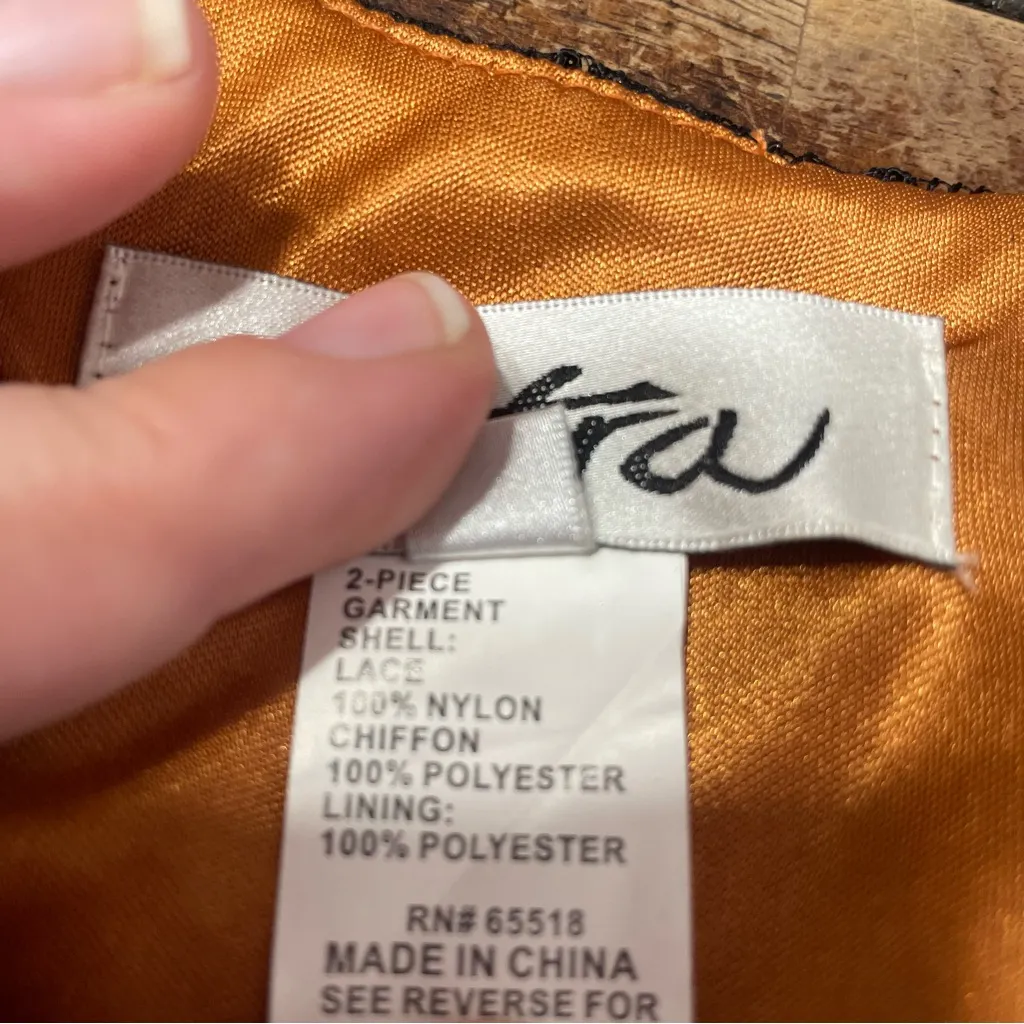 ra
2-PIECE
GARMENT
SHELL:
LACE
100% NYLON
CHIFFON
100% POLYESTER
LINING:
100% POLYESTER
RN# 65518
MADE IN CHINA
SEE REVERSE FOR